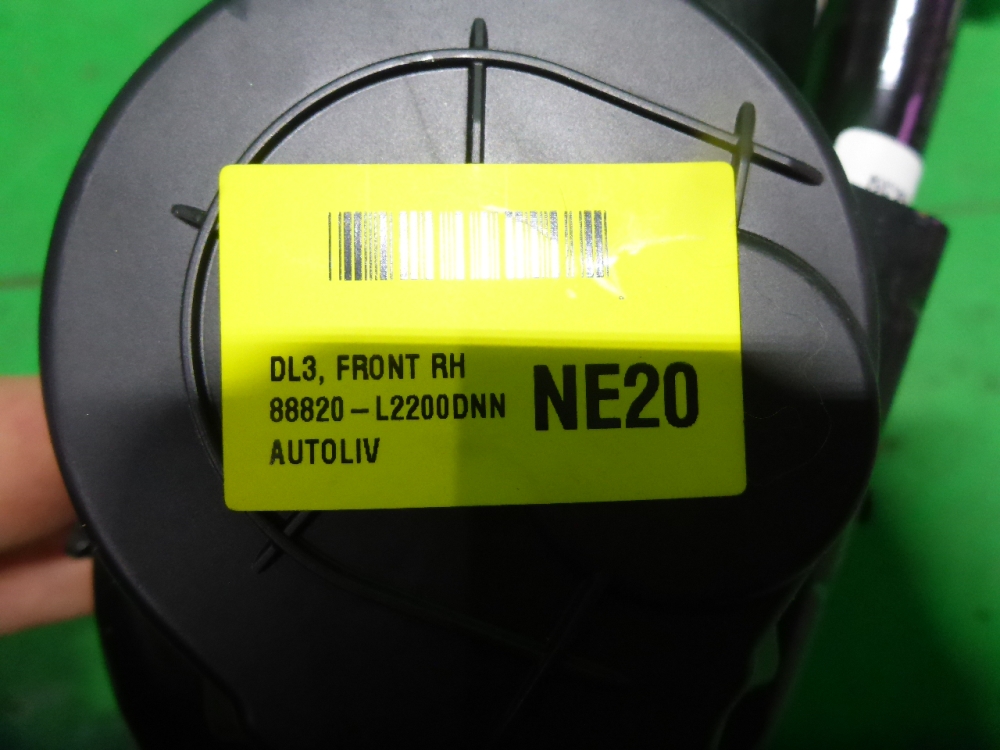 DL3, FRONT RH
88820-L2200DNN
NE20
AUTOLIV